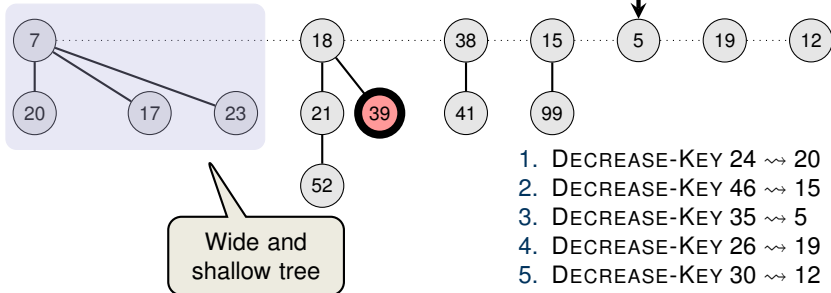 7 18 38 15 5 19 12
20 17 23 21 39 41 99
52
Wide and
shallow tree
1. DECREASE-KEY 24 ⇝ 20
2. DECREASE-KEY 46 ⇝ 15
3. DECREASE-KEY 35 ⇝ 5
4. DECREASE-KEY 26 ⇝ 19
5. DECREASE-KEY 30 ⇝ 12